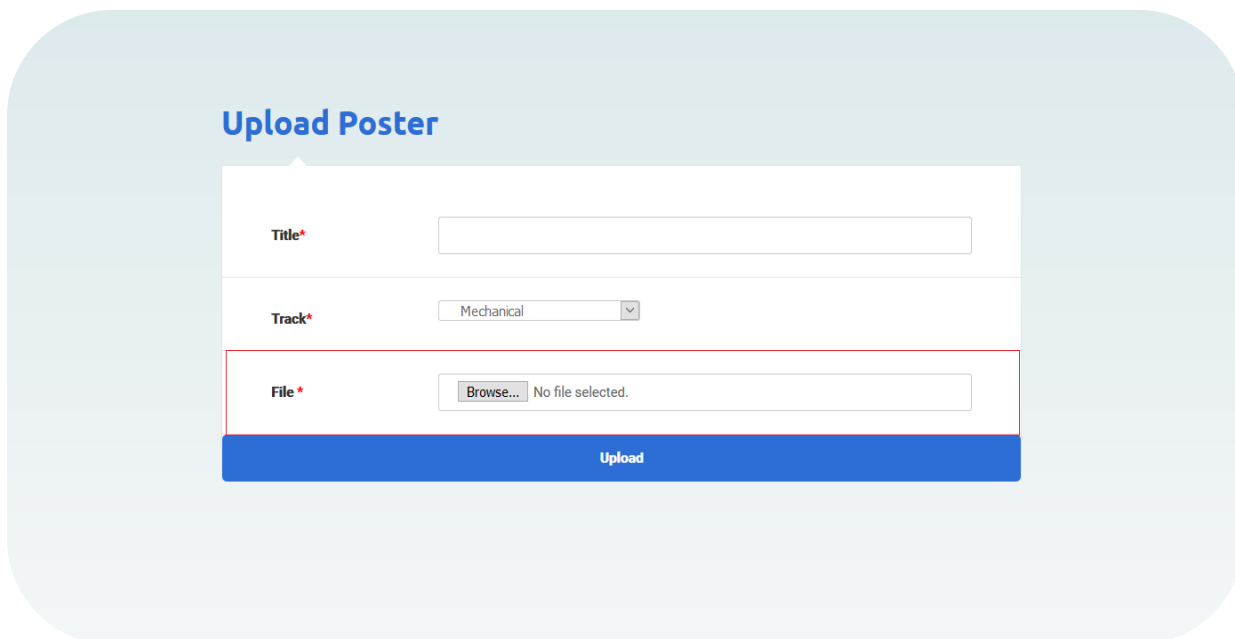 Upload Poster
Title*
Track* Mechanical
File * Browse... No file selected.
Upload